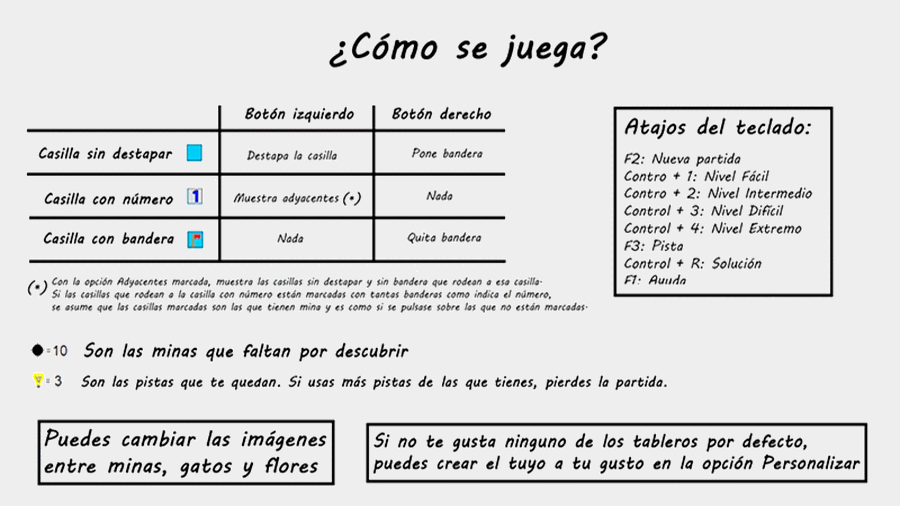 ¿Cómo se juega?
Botón izquierdo Botón derecho
Casilla sin destapar Destapa la casilla Pone bandera
Casilla con número 1 Muestra adyacentes (*) Nada
Casilla con bandera Nada Quita bandera
(*) Con la opción Adyacentes marcada, muestra las casillas sin destapar y sin bandera que rodean a esa casilla.
Si las casillas que rodean a la casilla con número están marcadas con tantas banderas como indica el número,
se asume que las casillas marcadas son las que tienen mina y es como si se pulsase sobre las que no están marcadas.
Atajos del teclado:
F2: Nueva partida
Contro + 1: Nivel Fácil
Contro + 2: Nivel Intermedio
Control + 3: Nivel Difícil
Control + 4: Nivel Extremo
F3: Pista
Control + R: Solución
F1: Ayuda
= 10 Son las minas que faltan por descubrir
= 3 Son las pistas que te quedan. Si usas más pistas de las que tienes, pierdes la partida.
Puedes cambiar las imágenes
entre minas, gatos y flores
Si no te gusta ninguno de los tableros por defecto,
puedes crear el tuyo a tu gusto en la opción Personalizar